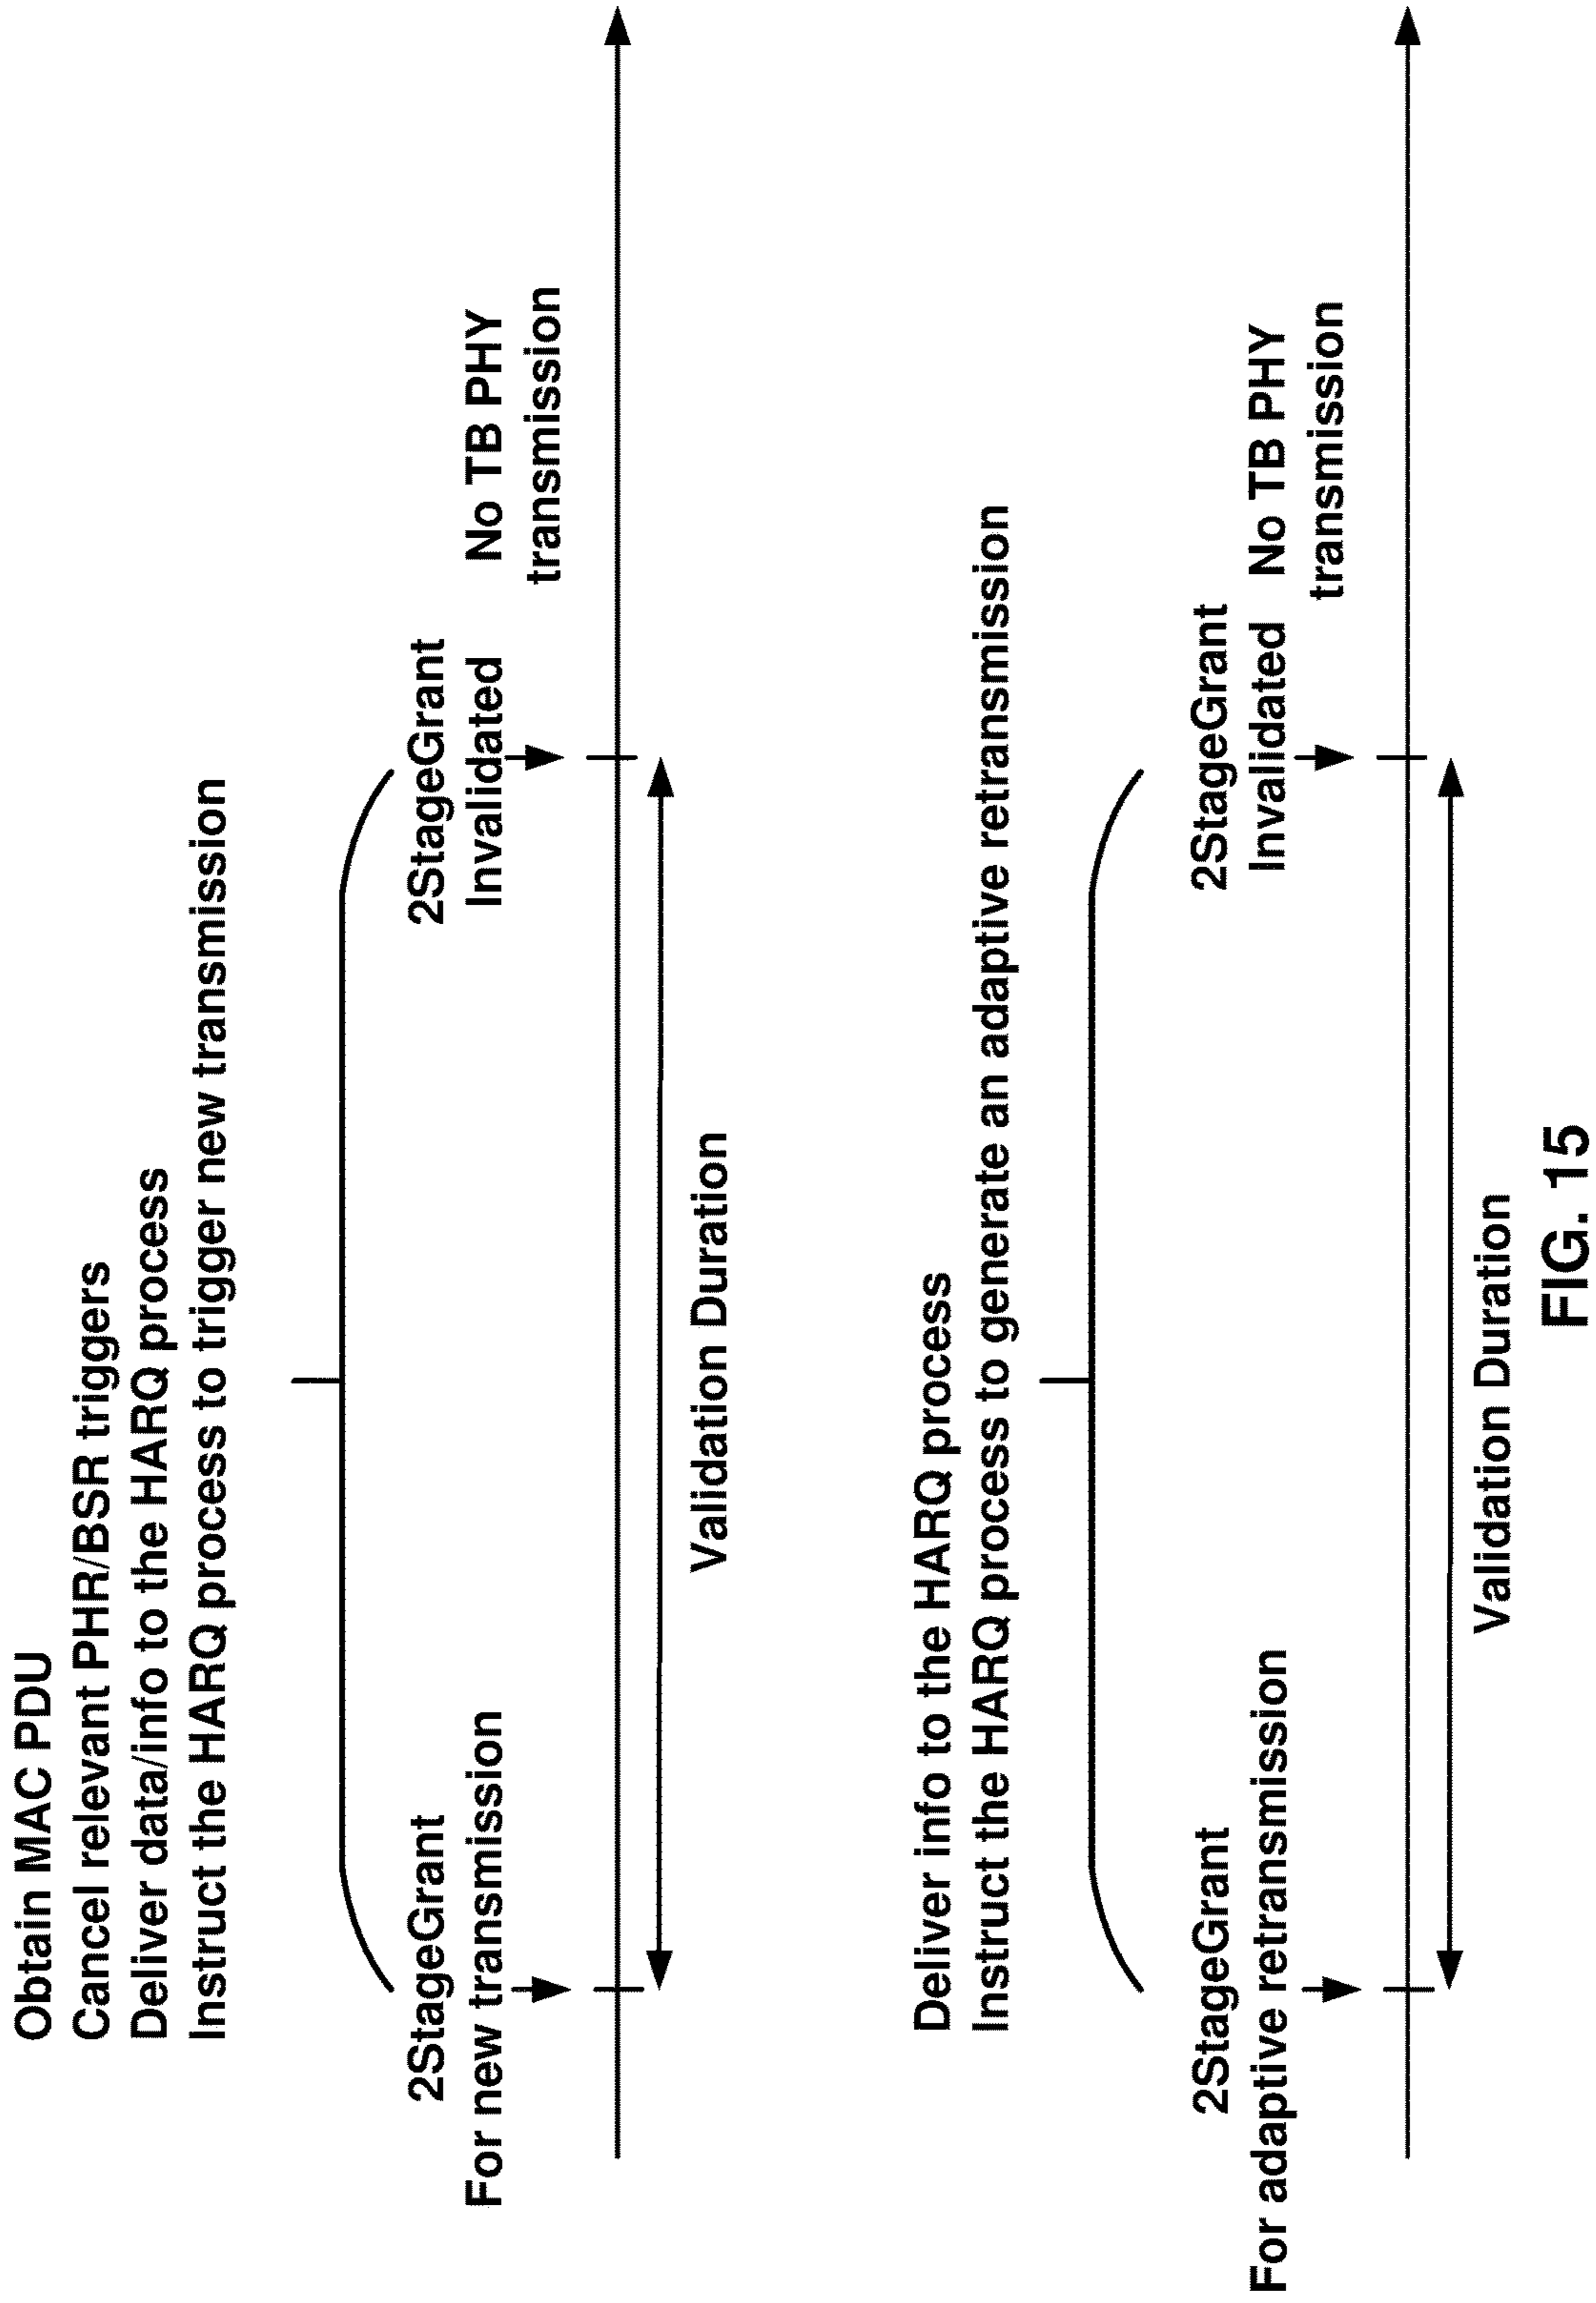 Obtain MAC PDU
Cancel relevant PHR/BSR triggers
Deliver data/info to the HARQ process
Instruct the HARQ process to trigger new transmission
2StageGrant
For new transmission
2StageGrant
Invalidated
No TB PHY
transmission
Validation Duration
Deliver info to the HARQ process
Instruct the HARQ process to generate an adaptive retransmission
2StageGrant
For adaptive retransmission
2StageGrant
Invalidated
No TB PHY
transmission
Validation Duration
FIG. 15